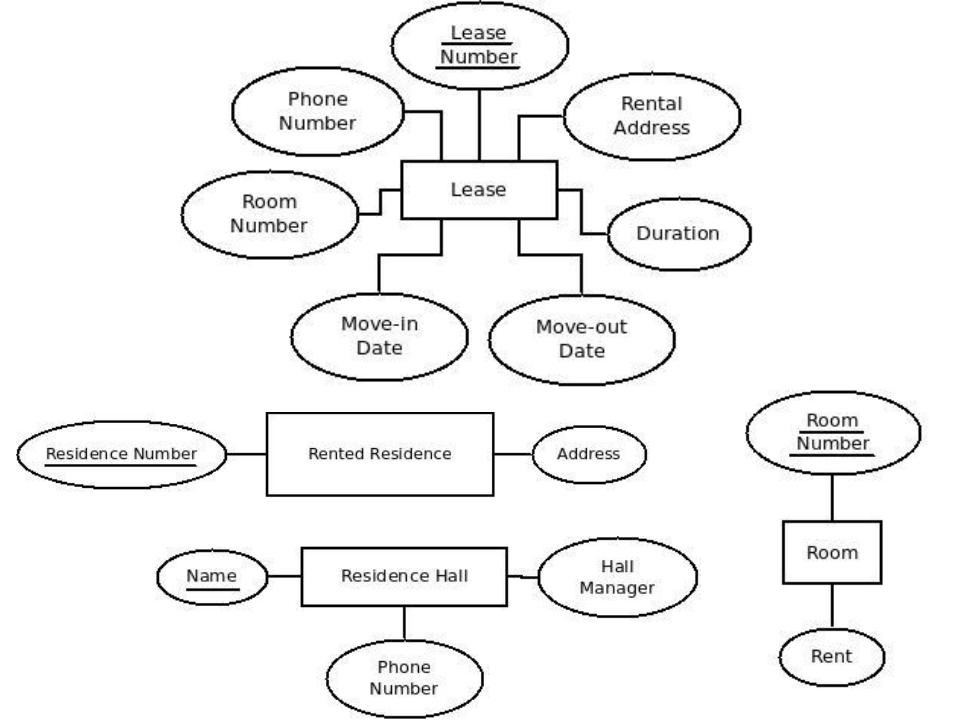 Lease
Number
Phone
Number
Rental
Address
Lease
Room
Number
Duration
Move-in
Date
Move-out
Date
Room
Number
Residence Number
Rented Residence
Address
Room
Name
Residence Hall
Hall
Manager
Rent
Phone
Number